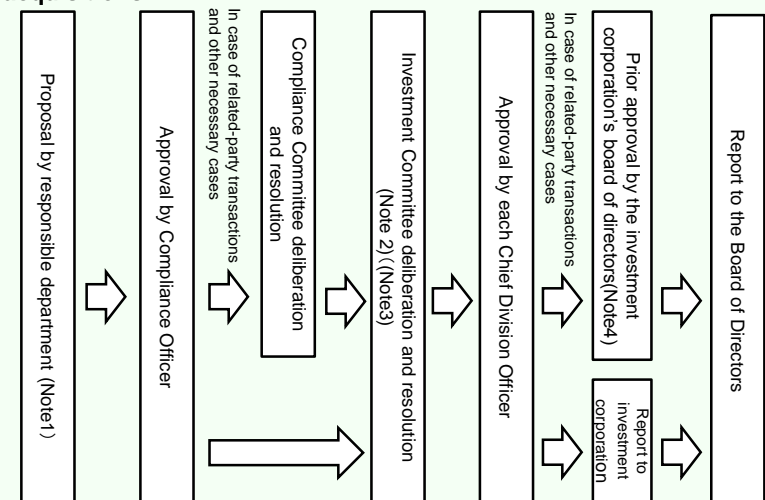 Proposal by responsible department (Note1)
Approval by Compliance Officer
In case of related-party transactions
and other necessary cases
Compliance Committee deliberation
and resolution
Investment Committee deliberation and resolution
(Note 2)((Note3)
Approval by each Chief Division Officer
In case of related-party transactions
and other necessary cases
Prior approval by the investment
corporation's board of directors(Note4)
Report to
investment
corporation
Report to the Board of Directors